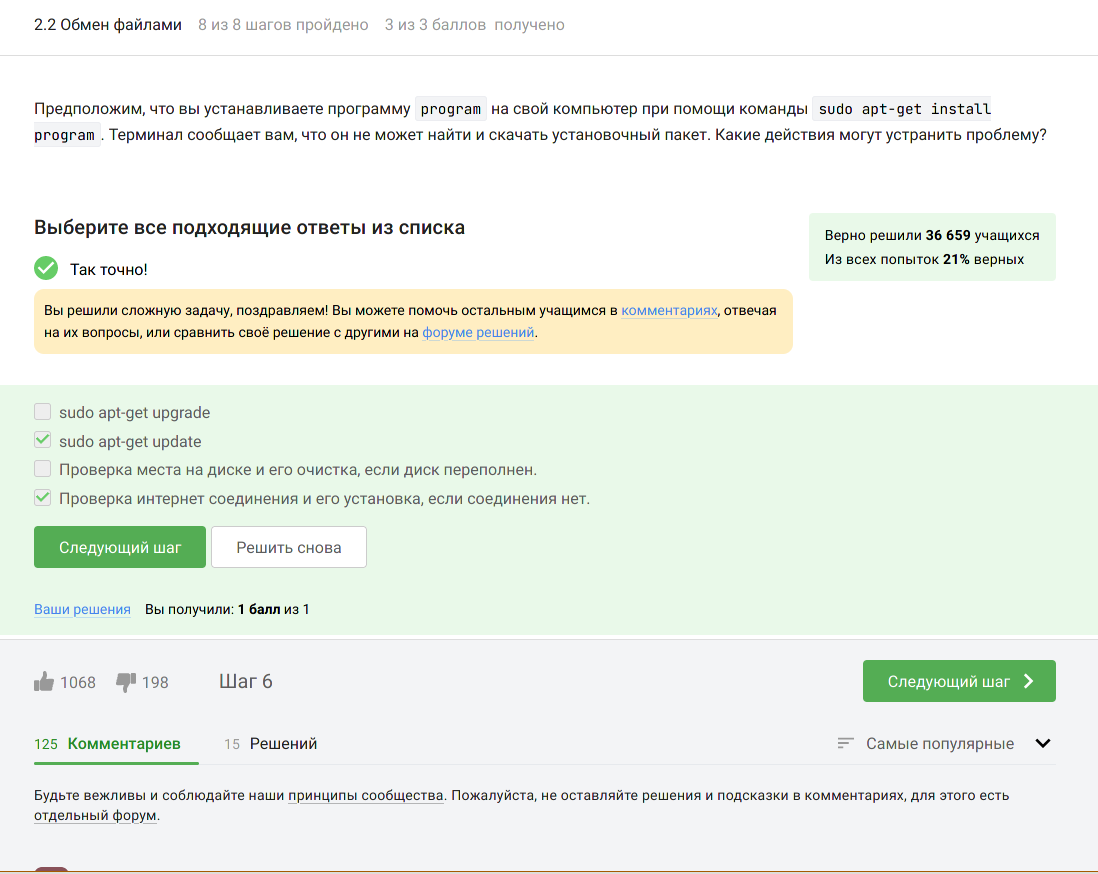 2.2 Обмен файлами 8 из 8 шагов пройдено 3 из 3 баллов получено
Предположим, что вы устанавливаете программу program на свой компьютер при помощи команды sudo apt-get install
program. Терминал сообщает вам, что он не может найти и скачать установочный пакет. Какие действия могут устранить проблему?
Выберите все подходящие ответы из списка
Верно решили 36 659 учащихся
Из всех попыток 21% верных
Так точно!
Вы решили сложную задачу, поздравляем! Вы можете помочь остальным учащимся в комментариях, отвечая
на их вопросы, или сравнить своё решение с другими на форуме решений.
sudo apt-get upgrade
sudo apt-get update
Проверка места на диске и его очистка, если диск переполнен.
Проверка интернет соединения и его установка, если соединения нет.
Следующий шаг Решить снова
Ваши решения Вы получили: 1 балл из 1
1068 198 Шаг 6 Следующий шаг
125 Комментариев 15 Решений Самые популярные
Будьте вежливы и соблюдайте наши принципы сообщества. Пожалуйста, не оставляйте решения и подсказки в комментариях, для этого есть
отдельный форум.